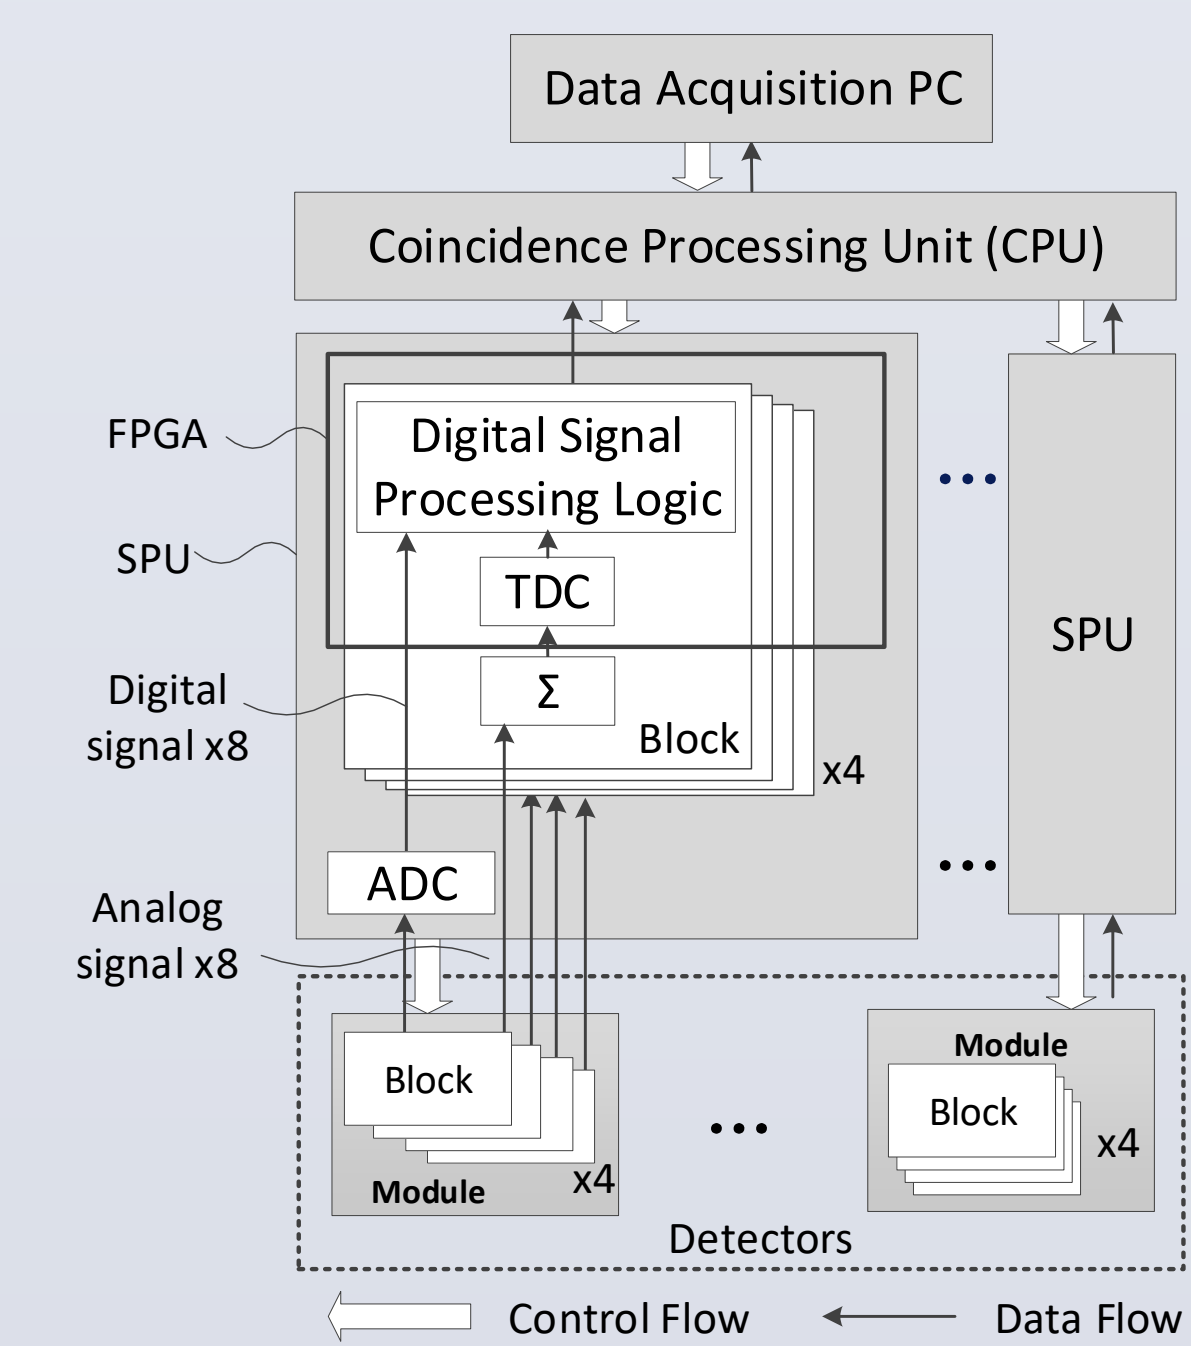 Data Acquisition PC
Coincidence Processing Unit (CPU)
FPGA
Digital Signal
Processing Logic
SPU
TDC
SPU
Σ
Digital
signal x8
Block
x4
ADC
Analog
signal x8
Block
x4
Module
Module
Block
x4
Detectors
Control Flow
Data Flow